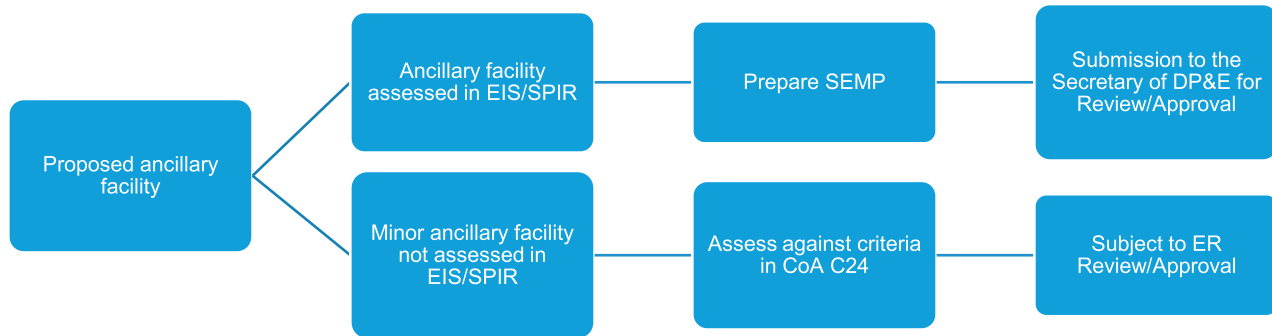 Proposed ancillary
facility
Ancillary facility
assessed in EIS/SPIR
Prepare SEMP
Submission to the
Secretary of DP&E for
Review/Approval
Minor ancillary facility
not assessed in
EIS/SPIR
Assess against criteria
in CoA C24
Subject to ER
Review/Approval